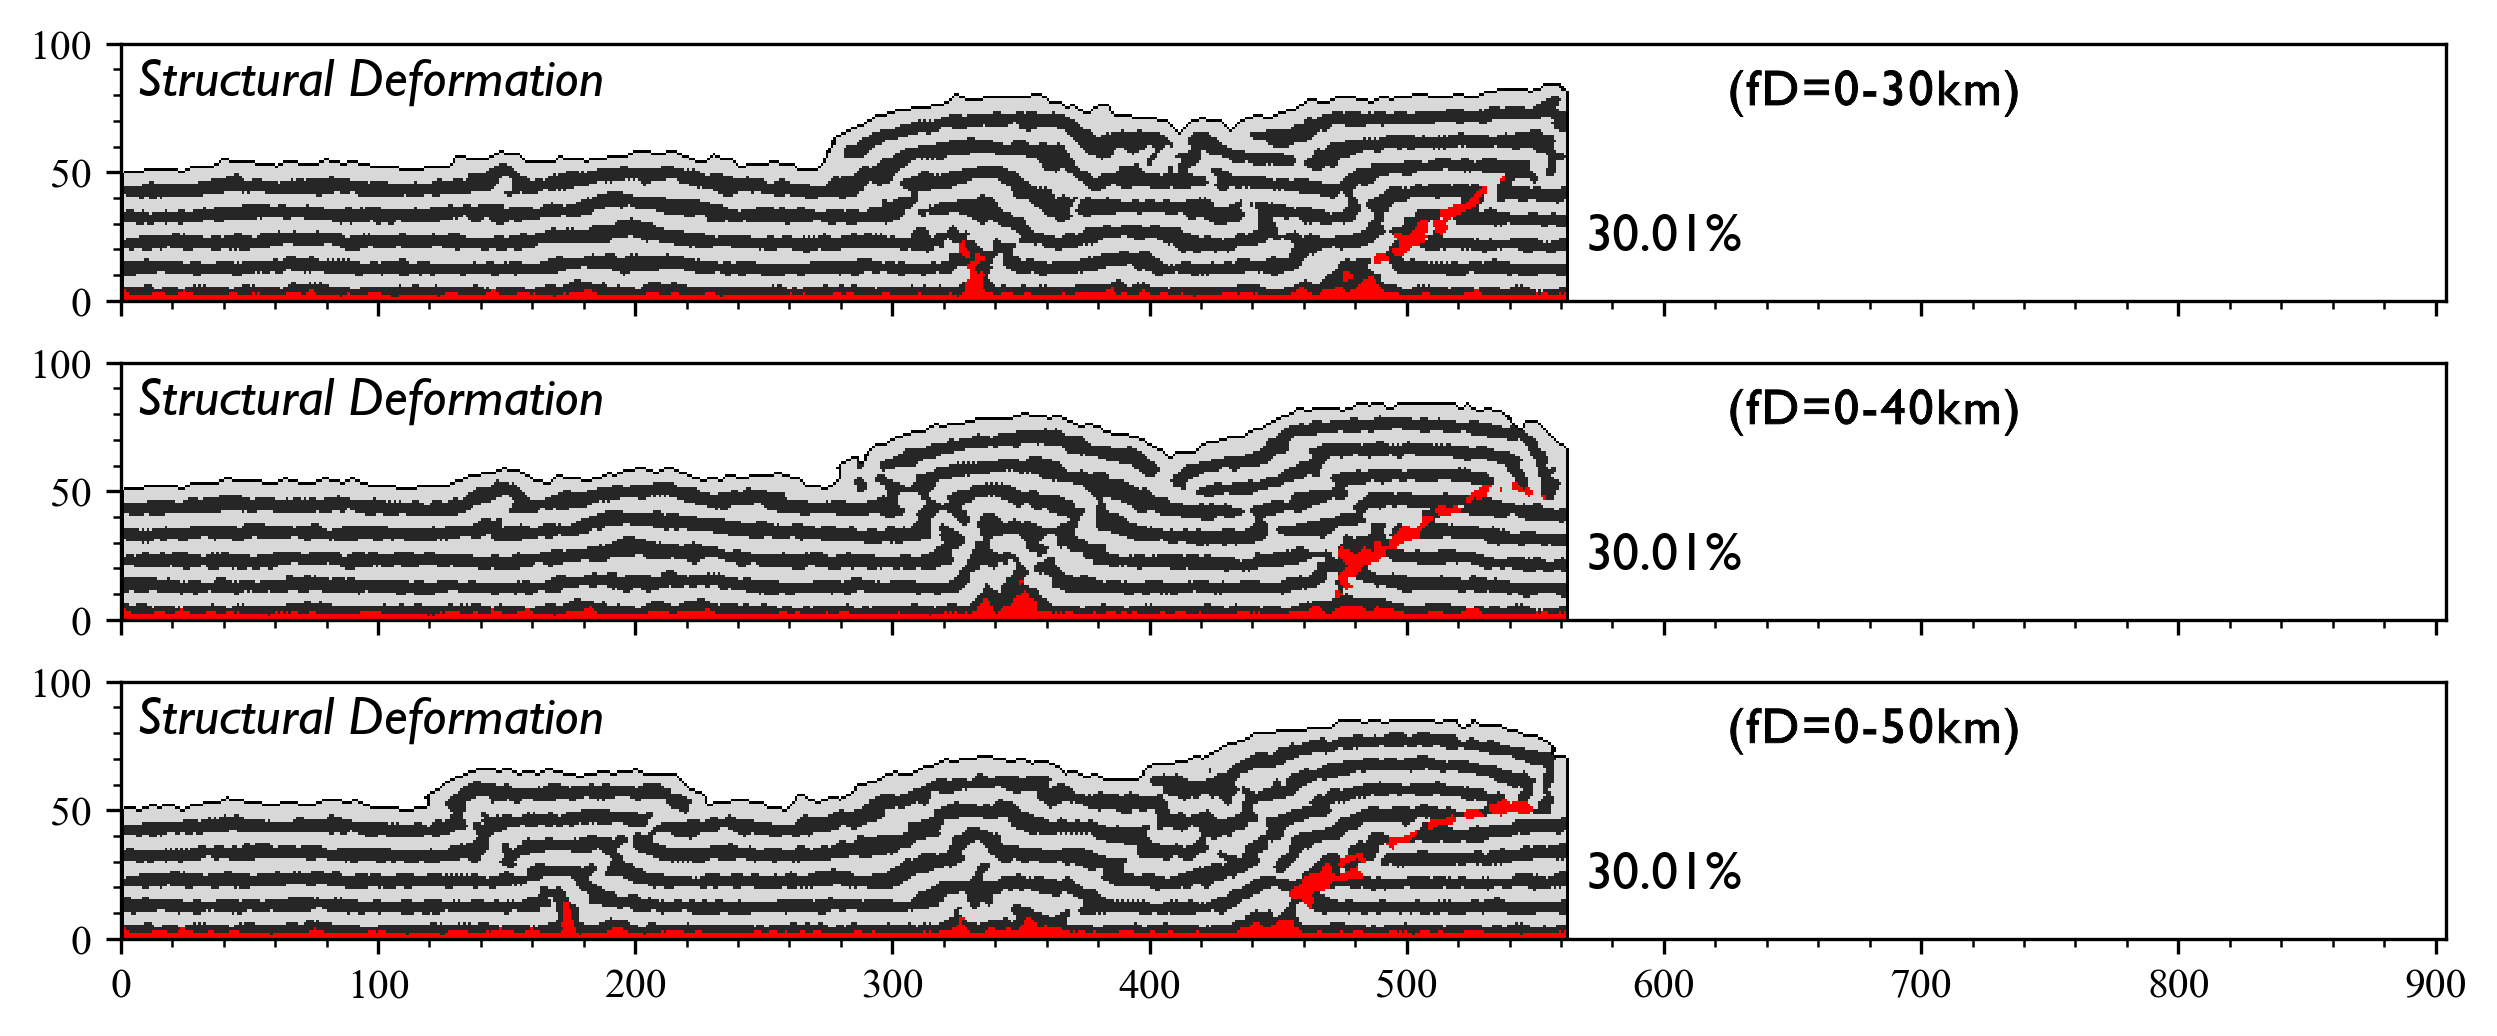 100
Structural Deformation
(fD=0-30km)
50
30.01%
0
100
Structural Deformation
(fD=0-40km)
50
30.01%
0
100
Structural Deformation
(fD=0-50km)
50
30.01%
0
0 100 200 300 400 500 600 700 800 900